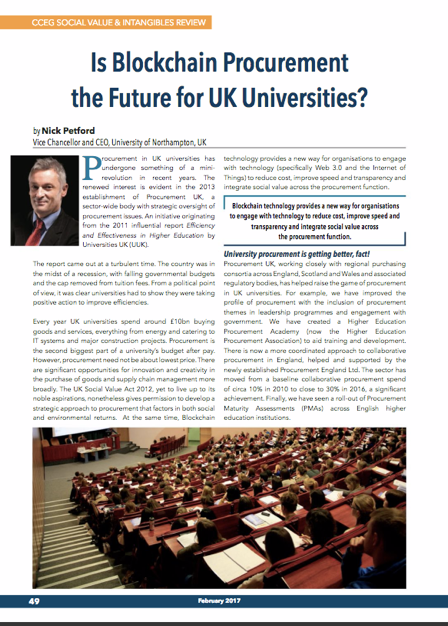 CCEG SOCIAL VALUE & INTANGIBLES REVIEW
Is Blockchain Procurement
the Future for UK Universities?
by Nick Petford
Vice Chancellor and CEO, University of Northampton, UK
Procurement in UK universities has
undergone something of a mini-
revolution in recent years. The
renewed interest is evident in the 2013
establishment of Procurement UK, a
sector-wide body with strategic oversight of
procurement issues. An initiative originating
from the 2011 influential report Efficiency
and Effectiveness in Higher Education by
Universities UK (UUK).
The report came out at a turbulent time. The country was
in the midst of a recession, with falling governmental budgets
and the cap removed from tuition fees. From a political point
of view, it was clear universities had to show they were taking
positive action to improve efficiencies.
Every year UK universities spend around £10bn buying
goods and services, everything from energy and catering to
IT systems and major construction projects. Procurement is
the second biggest part of a university's budget after pay.
However, procurement need not be about lowest price. There
are significant opportunities for innovation and creativity in
the purchase of goods and supply chain management more
broadly. The UK Social Value Act 2012, yet to live up to its
noble aspirations, nonetheless gives permission to develop a
strategic approach to procurement that factors in both social
and environmental returns. At the same time, Blockchain
technology provides a new way for organisations to engage
with technology (specifically Web 3.0 and the Internet of
Things) to reduce cost, improve speed and transparency and
integrate social value across the procurement function.
Blockchain technology provides a new way for organisations
to engage with technology to reduce cost, improve speed and
transparency and integrate social value across
the procurement function.
University procurement is getting better, fact!
Procurement UK, working closely with regional purchasing
consortia across England, Scotland and Wales and associated
regulatory bodies, has helped raise the game of procurement
in UK universities. For example, we have improved the
profile of procurement with the inclusion of procurement
themes in leadership programmes and engagement with
government. We have created a Higher Education
Procurement Academy (now the Higher Education
Procurement Association) to aid training and development.
There is now a more coordinated approach to collaborative
procurement in England, helped and supported by the
newly established Procurement England Ltd. The sector has
moved from a baseline collaborative procurement spend
of circa 10% in 2010 to close to 30% in 2016, a significant
achievement. Finally, we have seen a roll-out of Procurement
Maturity Assessments (PMAs) across English higher
education institutions.
49
February 2017